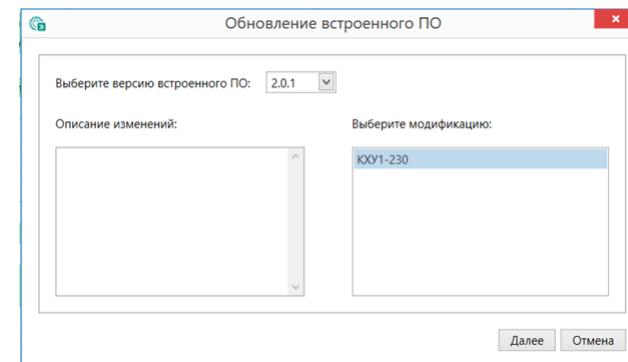 Обновление встроенного ПО
Выберите версию встроенного ПО: 2.0.1
Описание изменений:
Выберите модификацию:
КХУ1-230
Далее
Отмена